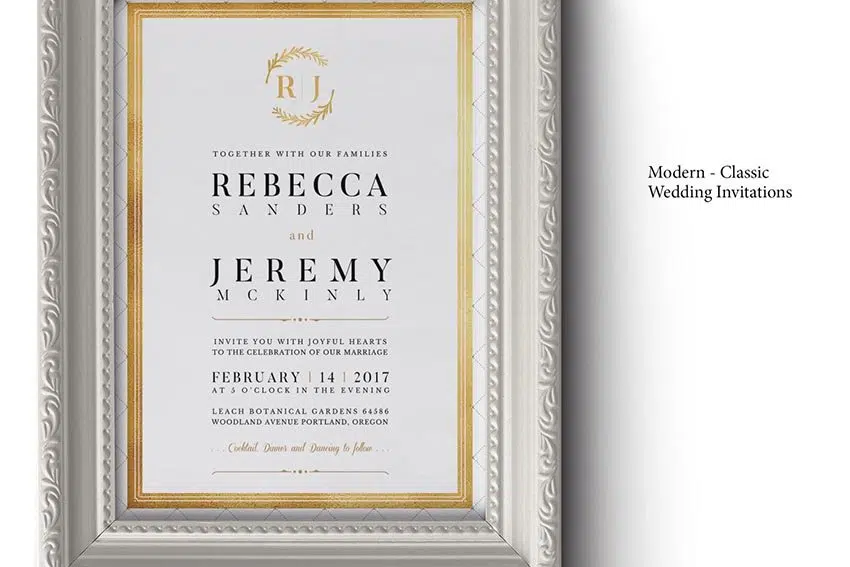 R J
TOGETHER WITH OUR FAMILIES
REBECCA
SANDERS
and
JEREMY
MCKINLY
INVITE YOU WITH JOYFUL HEARTS
TO THE CELEBRATION OF OUR MARRIAGE
FEBRUARY | 14 | 2017
AT 5 O'CLOCK IN THE EVENING
LEACH BOTANICAL GARDENS 64586
WOODLAND AVENUE PORTLAND, OREGON
. . . Cocktail, Dinner and Dancing to follow . . .
Modern - Classic
Wedding Invitations